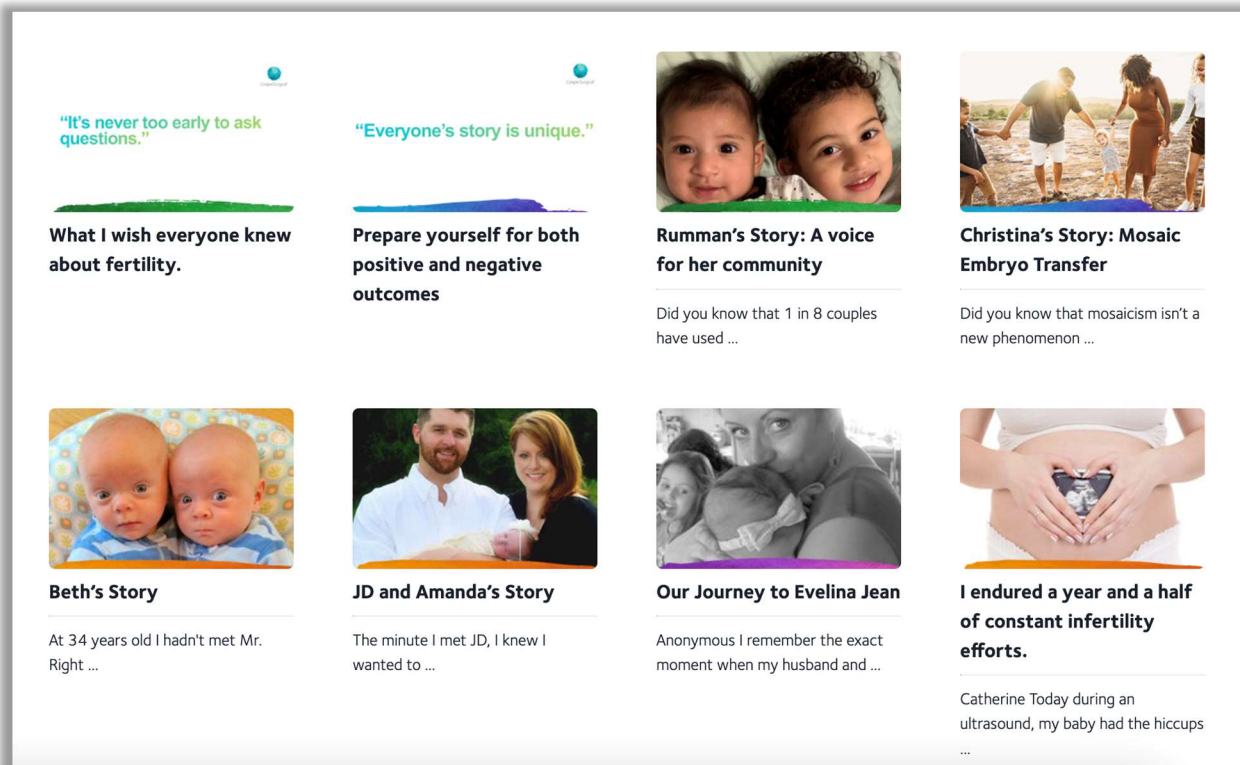 CooperSurgical
“It’s never too early to ask
questions.”
What I wish everyone knew
about fertility.
CooperSurgical
“Everyone’s story is unique.”
Prepare yourself for both
positive and negative
outcomes
Rumman’s Story: A voice
for her community
Did you know that 1 in 8 couples
have used ...
Christina’s Story: Mosaic
Embryo Transfer
Did you know that mosaicism isn’t a
new phenomenon ...
Beth’s Story
At 34 years old I hadn't met Mr.
Right ...
JD and Amanda’s Story
The minute I met JD, I knew I
wanted to ...
Our Journey to Evelina Jean
Anonymous I remember the exact
moment when my husband and ...
I endured a year and a half
of constant infertility
efforts.
Catherine Today during an
ultrasound, my baby had the hiccups
...